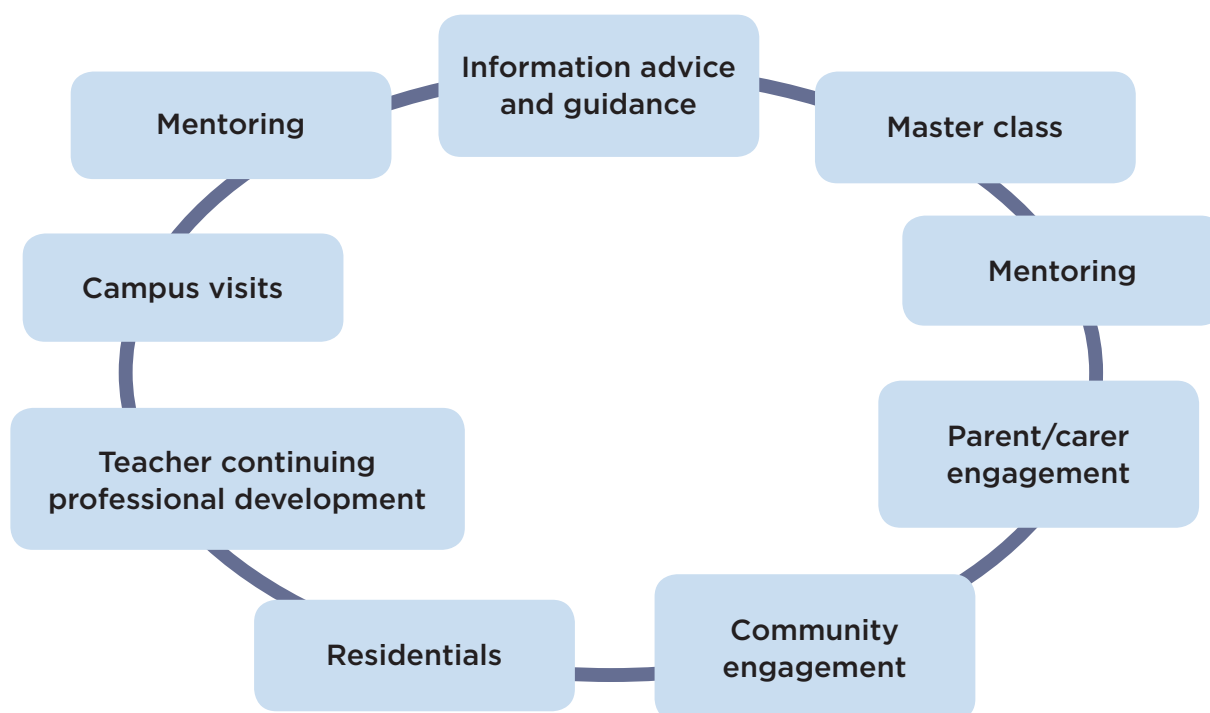 Information advice
and guidance
Mentoring
Master class
Mentoring
Campus visits
Parent/carer
engagement
Teacher continuing
professional development
Community
engagement
Residentials